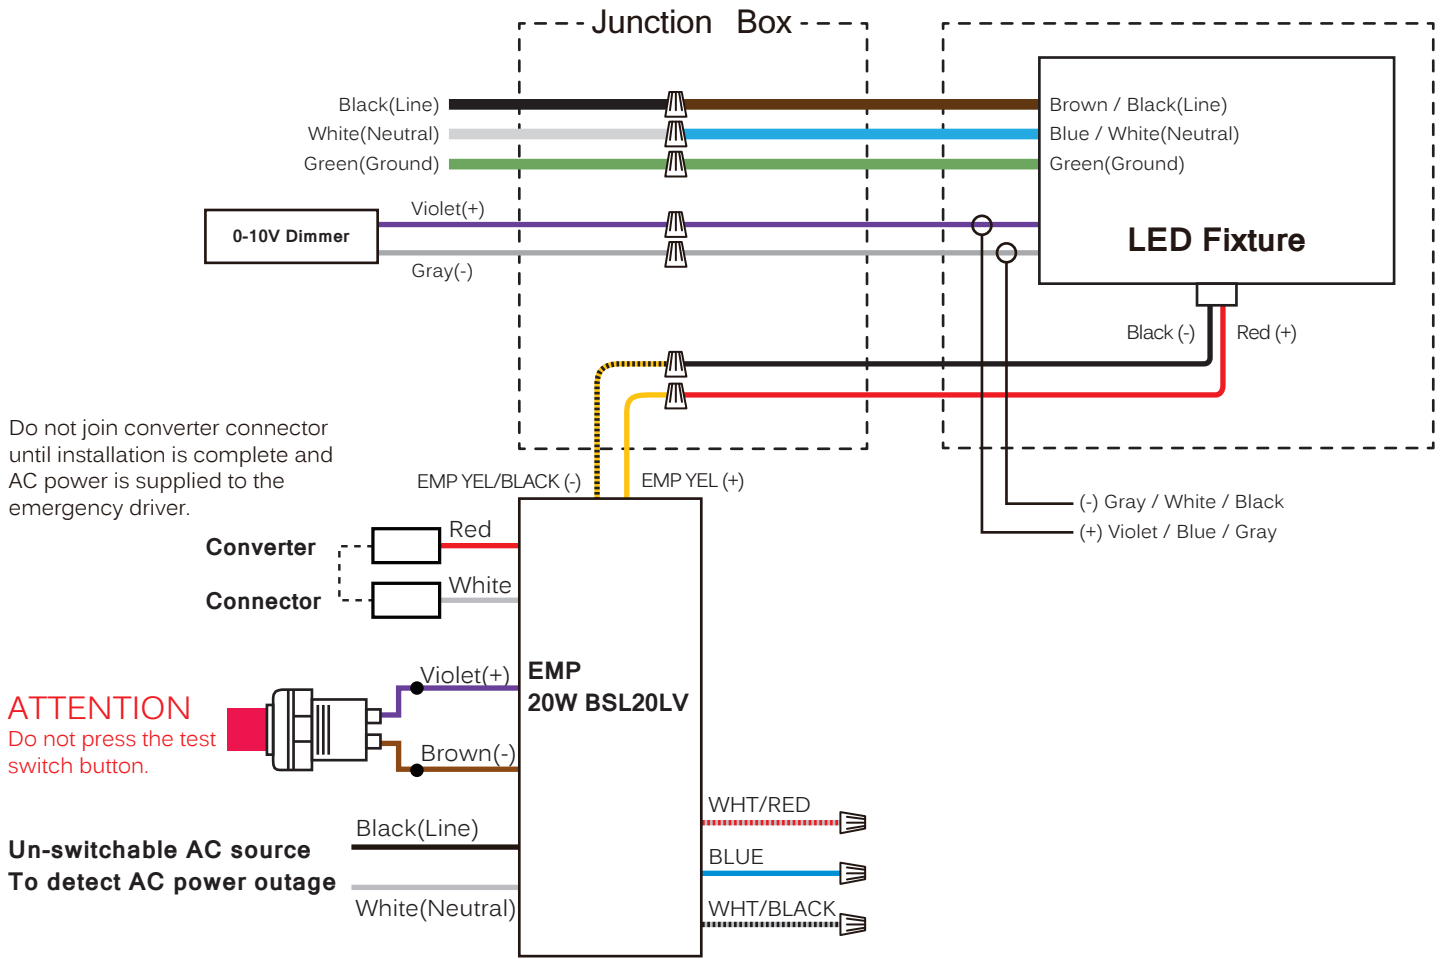 Junction Box
Black(Line)
Brown / Black(Line)
White(Neutral)
Blue / White(Neutral)
Green(Ground)
Green(Ground)
Violet(+)
0-10V Dimmer
Gray(-)
LED Fixture
Black (-)
Red (+)
Do not join converter connector
until installation is complete and
AC power is supplied to the
emergency driver.
EMP YEL/BLACK (-)
EMP YEL (+)
(-) Gray / White / Black
(+) Violet / Blue / Gray
Red
Converter
White
Connector
Violet(+)
EMP
20W BSL20LV
ATTENTION
Do not press the test
switch button.
Brown(-)
WHT/RED
Black(Line)
Un-switchable AC source
To detect AC power outage
BLUE
White(Neutral)
WHT/BLACK